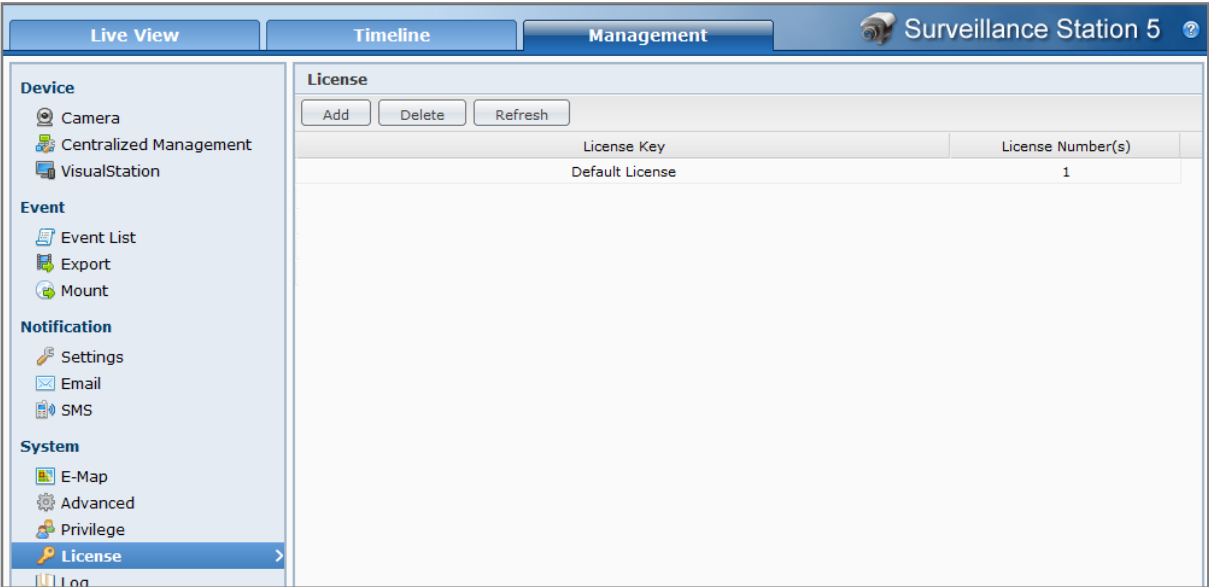 Live View Timeline Management Surveillance Station 5 ?
Device
Camera
Centralized Management
VisualStation
Event
Event List
Export
Mount
Notification
Settings
Email
SMS
System
E-Map
Advanced
Privilege
License
Log
License
Add Delete Refresh
License Key License Number(s)
Default License 1